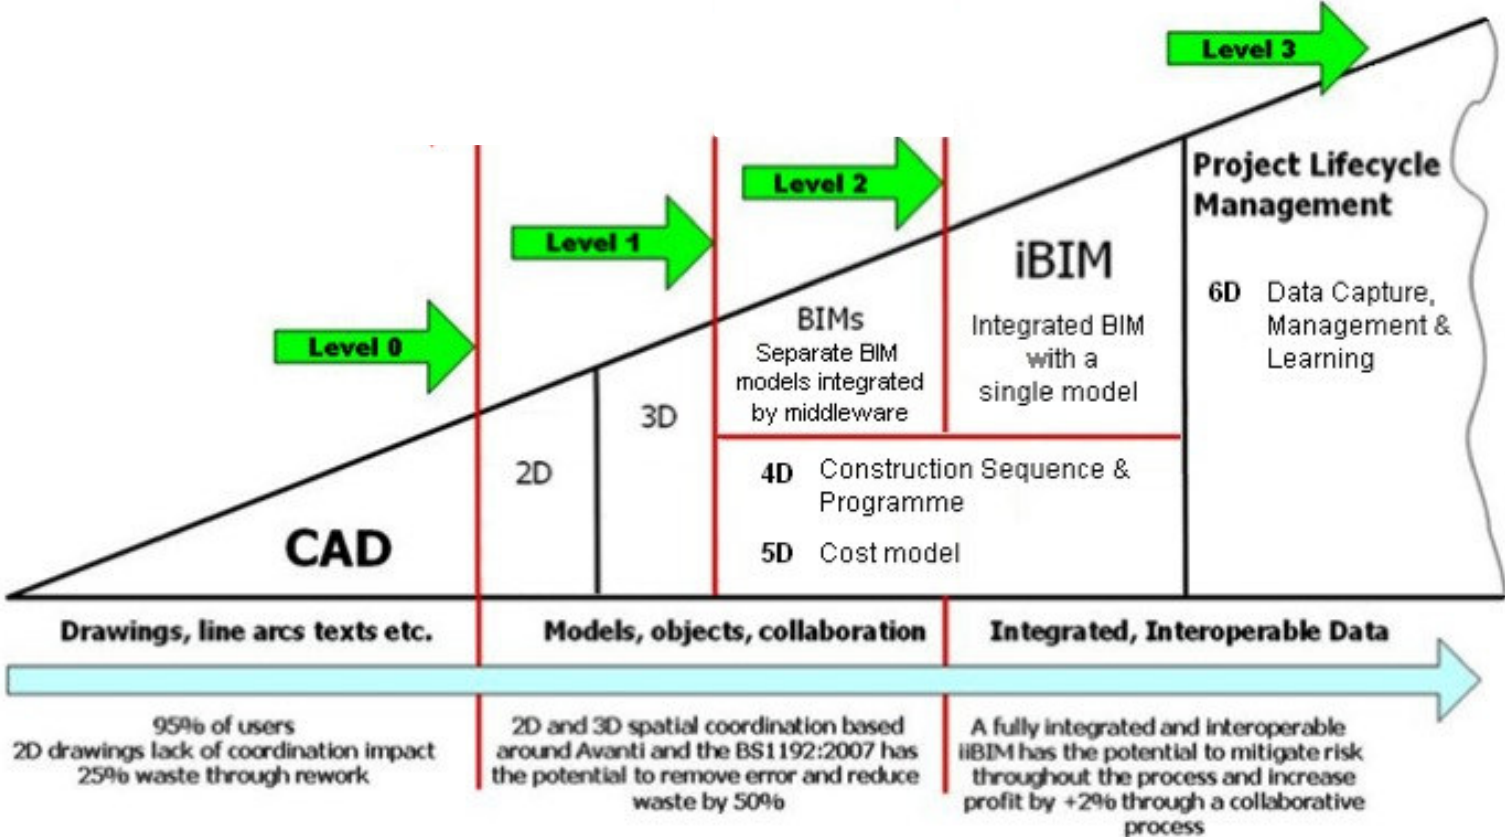 Level 3
Level 2
Level 1
Level 0
Project Lifecycle
Management
iBIM
Integrated BIM
with a
single model
6D Data Capture,
Management &
Learning
BIMs
Separate BIM
models integrated
by middleware
3D
2D
CAD
4D Construction Sequence &
Programme
5D Cost model
Drawings, line arcs texts etc.
Models, objects, collaboration
Integrated, Interoperable Data
95% of users
2D drawings lack of coordination impact
25% waste through rework
2D and 3D spatial coordination based
around Avanti and the BS1192:2007 has
the potential to remove error and reduce
waste by 50%
A fully integrated and interoperable
iiBIM has the potential to mitigate risk
throughout the process and increase
profit by +2% through a collaborative
process